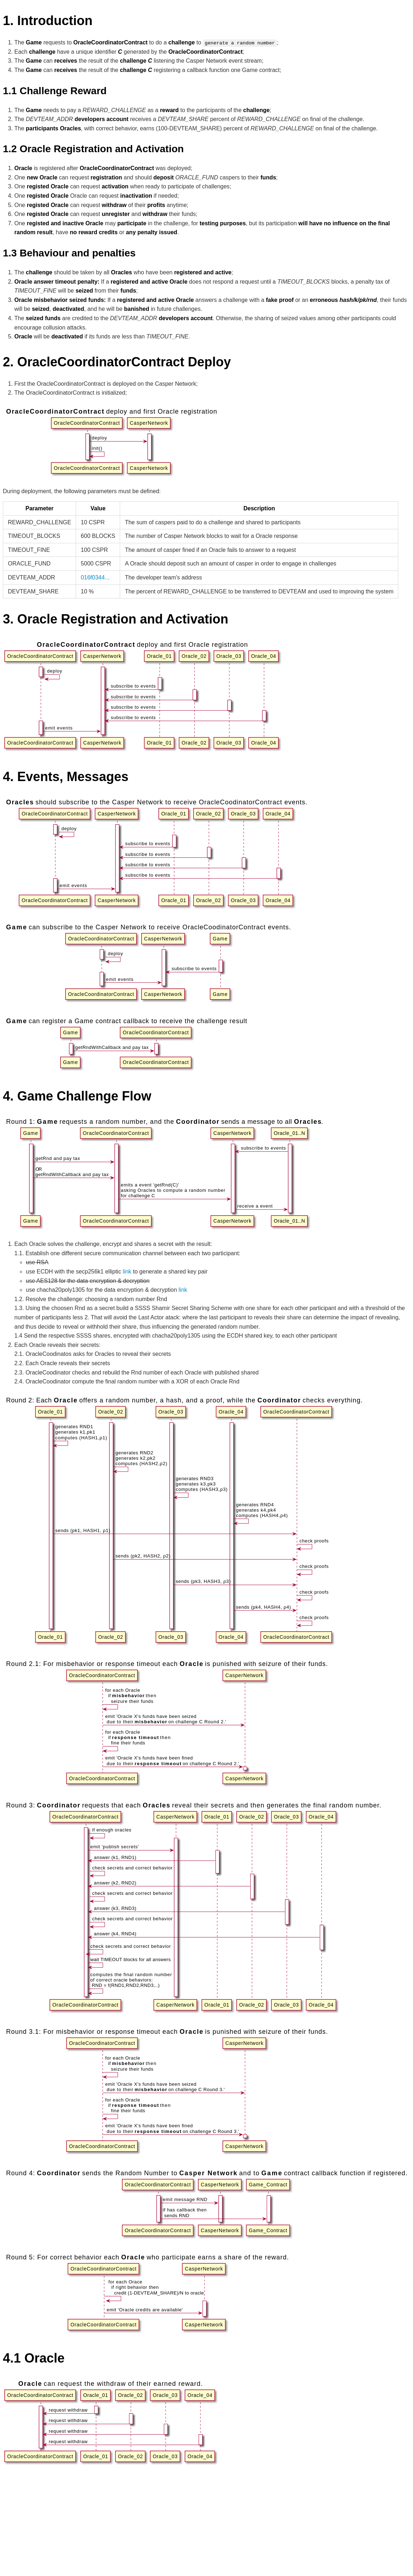 1. Introduction
1. The Game requests to OracleCoordinatorContract to do a challenge to generate a random number ;
2. Each challenge have a unique identifier C generated by the OracleCoordinatorContract;
3. The Game can receives the result of the challenge C listening the Casper Network event stream;
4. The Game can receives the result of the challenge C registering a callback function one Game contract;
1.1 Challenge Reward
1. The Game needs to pay a REWARD_CHALLENGE as a reward to the participants of the challenge;
2. The DEVTEAM_ADDR developers account receives a DEVTEAM_SHARE percent of REWARD_CHALLENGE on final of the challenge.
3. The participants Oracles, with correct behavior, earns (100-DEVTEAM_SHARE) percent of REWARD_CHALLENGE on final of the challenge.
1.2 Oracle Registration and Activation
1. Oracle is registered after OracleCoordinatorContract was deployed;
2. One new Oracle can request registration and should deposit ORACLE_FUND caspers to their funds;
3. One registed Oracle can request activation when ready to participate of challenges;
4. One registed Oracle Oracle can request inactivation if needed;
5. One registed Oracle can request withdraw of their profits anytime;
6. One registed Oracle can request unregister and withdraw their funds;
7. One registed and inactive Oracle may participate in the challenge, for testing purposes, but its participation will have no influence on the final
random result, have no reward credits or any penalty issued.
1.3 Behaviour and penalties
1. The challenge should be taken by all Oracles who have been registered and active;
2. Oracle answer timeout penalty: If a registered and active Oracle does not respond a request until a TIMEOUT_BLOCKS blocks, a penalty tax of
TIMEOUT_FINE will be seized from their funds;
3. Oracle misbehavior seized funds: If a registered and active Oracle answers a challenge with a fake proof or an erroneous hash/k/pk/rnd, their funds
will be seized, deactivated, and he will be banished in future challenges.
4. The seized funds are credited to the DEVTEAM_ADDR developers account. Otherwise, the sharing of seized values among other participants could
encourage collusion attacks.
5. Oracle will be deactivated if its funds are less than TIMEOUT_FINE.
2. OracleCoordinatorContract Deploy
1. First the OracleCoordinatorContract is deployed on the Casper Network;
2. The OracleCoordinatorContract is initialized;
OracleCoordinatorContract deploy and first Oracle registration
OracleCoordinatorContract CasperNetwork
deploy
init()
OracleCoordinatorContract CasperNetwork
During deployment, the following parameters must be defined:
Parameter Value Description
REWARD_CHALLENGE 10 CSPR The sum of caspers paid to do a challenge and shared to participants
TIMEOUT_BLOCKS 600 BLOCKS The number of Casper Network blocks to wait for a Oracle response
TIMEOUT_FINE 100 CSPR The amount of casper fined if an Oracle fails to answer to a request
ORACLE_FUND 5000 CSPR A Oracle should deposit such an amount of casper in order to engage in challenges
DEVTEAM_ADDR 016f0344... The developer team's address
DEVTEAM_SHARE 10 % The percent of REWARD_CHALLENGE to be transferred to DEVTEAM and used to improving the system
3. Oracle Registration and Activation
OracleCoordinatorContract deploy and first Oracle registration
OracleCoordinatorContract CasperNetwork Oracle_01 Oracle_02 Oracle_03 Oracle_04
deploy
subscribe to events
subscribe to events
subscribe to events
subscribe to events
emit events
OracleCoordinatorContract CasperNetwork Oracle_01 Oracle_02 Oracle_03 Oracle_04
4. Events, Messages
Oracles should subscribe to the Casper Network to receive OracleCoodinatorContract events.
OracleCoordinatorContract CasperNetwork Oracle_01 Oracle_02 Oracle_03 Oracle_04
deploy
subscribe to events
subscribe to events
subscribe to events
subscribe to events
emit events
OracleCoordinatorContract CasperNetwork Oracle_01 Oracle_02 Oracle_03 Oracle_04
Game can subscribe to the Casper Network to receive OracleCoodinatorContract events.
OracleCoordinatorContract CasperNetwork Game
deploy
subscribe to events
emit events
OracleCoordinatorContract CasperNetwork Game
Game can register a Game contract callback to receive the challenge result
Game OracleCoordinatorContract
getRndWithCallback and pay tax
Game OracleCoordinatorContract
4. Game Challenge Flow
Round 1: Game requests a random number, and the Coordinator sends a message to all Oracles.
Game OracleCoordinatorContract CasperNetwork Oracle_01..N
subscribe to events
getRnd and pay tax
OR
getRndWithCallback and pay tax
emits a event 'getRnd(C)'
asking Oracles to compute a random number
for challenge C
receive a event
Game OracleCoordinatorContract CasperNetwork Oracle_01..N
1. Each Oracle solves the challenge, encrypt and shares a secret with the result:
1.1. Establish one different secure communication channel between each two participant:
use RSA
use ECDH with the secp256k1 elliptic link to generate a shared key pair
use AES128 for the data encryption & decryption
use chacha20poly1305 for the data encryption & decryption link
1.2. Resolve the challenge: choosing a random number Rnd
1.3. Using the choosen Rnd as a secret build a SSSS Shamir Secret Sharing Scheme with one share for each other participant and with a threshold of the
number of participants less 2. That will avoid the Last Actor atack: where the last participant to reveals their share can determine the impact of revealing,
and thus decide to reveal or withhold their share, thus influencing the generated random number.
1.4 Send the respective SSSS shares, encrypted with chacha20poly1305 using the ECDH shared key, to each other participant
2. Each Oracle reveals their secrets:
2.1. OracleCoodinatos asks for Oracles to reveal their secrets
2.2. Each Oracle reveals their secrets
2.3. OracleCoordinator checks and rebuild the Rnd number of each Oracle with published shared
2.4. OracleCoordinator compute the final random number with a XOR of each Oracle Rnd
Round 2: Each Oracle offers a random number, a hash, and a proof, while the Coordinator checks everything.
Oracle_01 Oracle_02 Oracle_03 Oracle_04 OracleCoordinatorContract
generates RND1
generates k1,pk1
computes (HASH1,p1)
generates RND2
generates k2,pk2
computes (HASH2,p2)
generates RND3
generates k3,pk3
computes (HASH3,p3)
generates RND4
generates k4,pk4
computes (HASH4,p4)
sends (pk1, HASH1, p1)
check proofs
sends (pk2, HASH2, p2)
check proofs
sends (pk3, HASH3, p3)
check proofs
sends (pk4, HASH4, p4)
check proofs
Oracle_01 Oracle_02 Oracle_03 Oracle_04 OracleCoordinatorContract
Round 2.1: For misbehavior or response timeout each Oracle is punished with seizure of their funds.
OracleCoordinatorContract CasperNetwork
for each Oracle
if misbehavior then
seizure their funds
emit 'Oracle X's funds have been seized
due to their misbehavior on challenge C Round 2.'
for each Oracle
if response timeout then
fine their funds
emit 'Oracle X's funds have been fined
due to their response timeout on challenge C Round 2.'
OracleCoordinatorContract CasperNetwork
Round 3: Coordinator requests that each Oracles reveal their secrets and then generates the final random number.
OracleCoordinatorContract CasperNetwork Oracle_01 Oracle_02 Oracle_03 Oracle_04
if enough oracles
emit 'publish secrets'
answer (k1, RND1)
check secrets and correct behavior
answer (k2, RND2)
check secrets and correct behavior
answer (k3, RND3)
check secrets and correct behavior
answer (k4, RND4)
check secrets and correct behavior
wait TIMEOUT blocks for all answers
computes the final random number
of correct oracle behaviors:
RND = f(RND1,RND2,RND3,..)
OracleCoordinatorContract CasperNetwork Oracle_01 Oracle_02 Oracle_03 Oracle_04
Round 3.1: For misbehavior or response timeout each Oracle is punished with seizure of their funds.
OracleCoordinatorContract CasperNetwork
for each Oracle
if misbehavior then
seizure their funds
emit 'Oracle X's funds have been seized
due to their misbehavior on challenge C Round 3.'
for each Oracle
if response timeout then
fine their funds
emit 'Oracle X's funds have been fined
due to their response timeout on challenge C Round 3.'
OracleCoordinatorContract CasperNetwork
Round 4: Coordinator sends the Random Number to Casper Network and to Game contract callback function if registered.
OracleCoordinatorContract CasperNetwork Game_Contract
emit message RND
if has callback then
sends RND
OracleCoordinatorContract CasperNetwork Game_Contract
Round 5: For correct behavior each Oracle who participate earns a share of the reward.
OracleCoordinatorContract CasperNetwork
for each Orace
if right behavior then
credit (1-DEVTEAM_SHARE)/N to oracle
emit 'Oracle credits are available'
OracleCoordinatorContract CasperNetwork
4.1 Oracle
Oracle can request the withdraw of their earned reward.
OracleCoordinatorContract Oracle_01 Oracle_02 Oracle_03 Oracle_04
request withdraw
request withdraw
request withdraw
request withdraw
OracleCoordinatorContract Oracle_01 Oracle_02 Oracle_03 Oracle_04